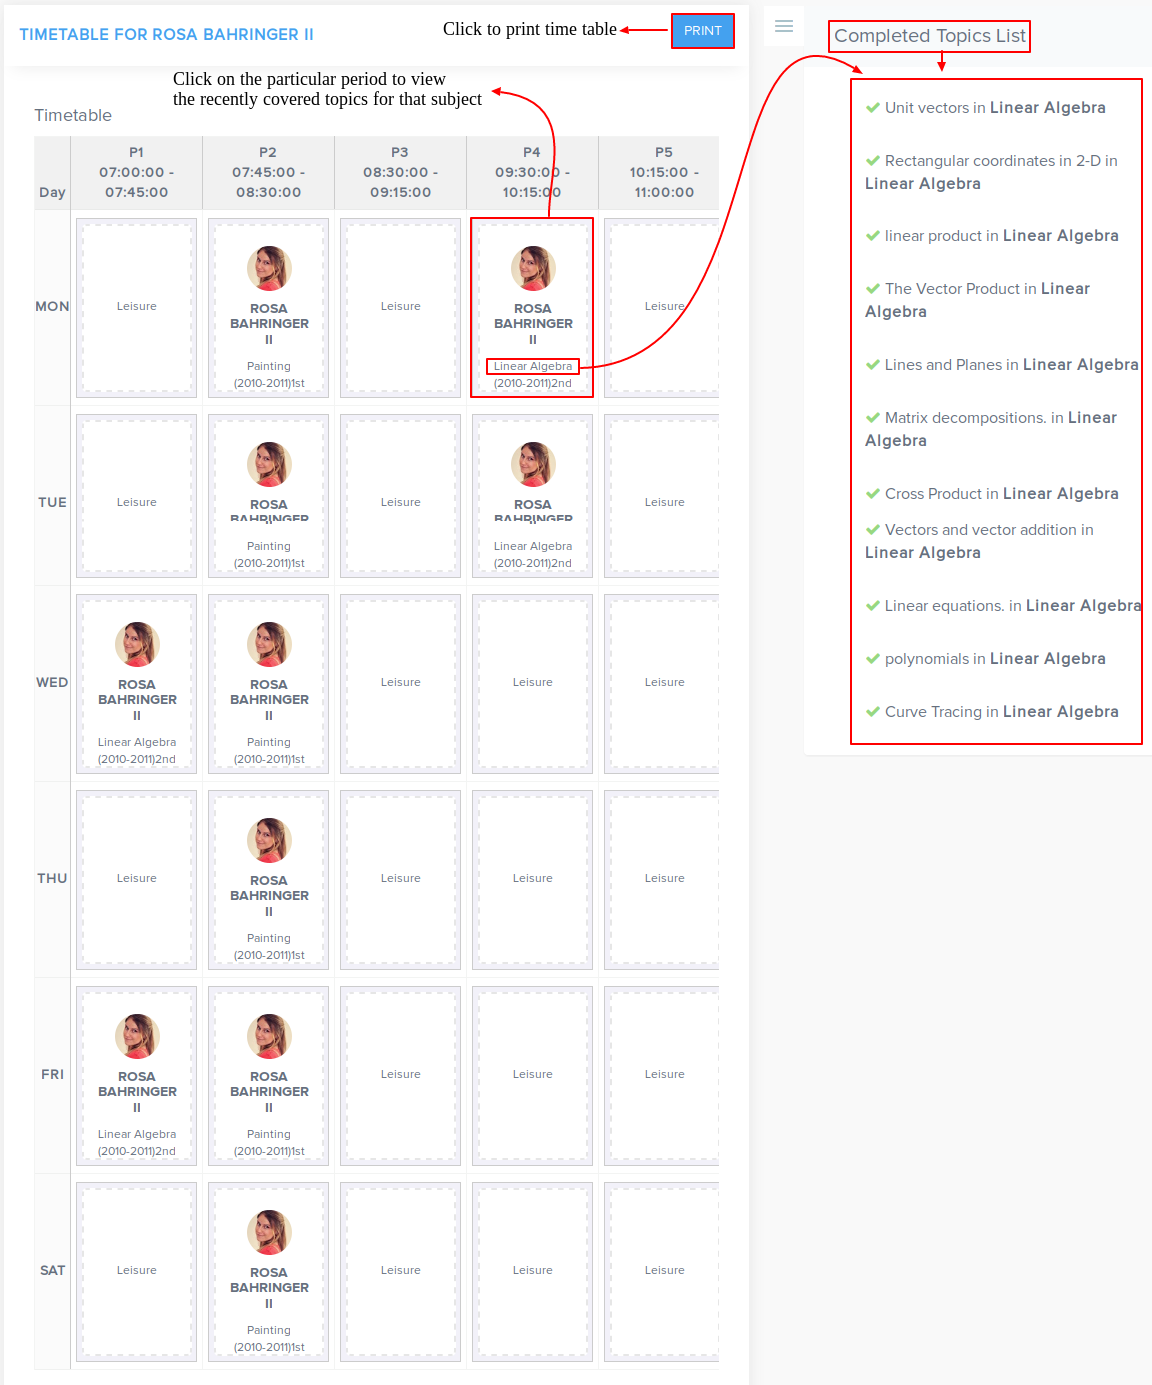 TIMETABLE FOR ROSA BAHRINGER II
Click to print time table
PRINT
Click on the particular period to view
the recently covered topics for that subject
Timetable
Day
P1
07:00:00 -
07:45:00
P2
07:45:00 -
08:30:00
P3
08:30:00 -
09:15:00
P4
09:30:00 -
10:15:00
P5
10:15:00 -
11:00:00
MON
Leisure
ROSA
BAHRINGER
II
Painting
(2010-2011)1st
Leisure
ROSA
BAHRINGER
II
Linear Algebra
(2010-2011)2nd
Leisure
TUE
Leisure
ROSA
BAHRINGER
II
Painting
(2010-2011)1st
Leisure
ROSA
BAHRINGER
II
Linear Algebra
(2010-2011)2nd
Leisure
WED
ROSA
BAHRINGER
II
Linear Algebra
(2010-2011)2nd
ROSA
BAHRINGER
II
Painting
(2010-2011)1st
Leisure
Leisure
Leisure
THU
Leisure
ROSA
BAHRINGER
II
Painting
(2010-2011)1st
Leisure
Leisure
Leisure
FRI
ROSA
BAHRINGER
II
Linear Algebra
(2010-2011)2nd
ROSA
BAHRINGER
II
Painting
(2010-2011)1st
Leisure
Leisure
Leisure
SAT
Leisure
ROSA
BAHRINGER
II
Painting
(2010-2011)1st
Leisure
Leisure
Leisure
Completed Topics List
Unit vectors in Linear Algebra
Rectangular coordinates in 2-D in
Linear Algebra
linear product in Linear Algebra
The Vector Product in Linear
Algebra
Lines and Planes in Linear Algebra
Matrix decompositions. in Linear
Algebra
Cross Product in Linear Algebra
Vectors and vector addition in
Linear Algebra
Linear equations. in Linear Algebra
polynomials in Linear Algebra
Curve Tracing in Linear Algebra